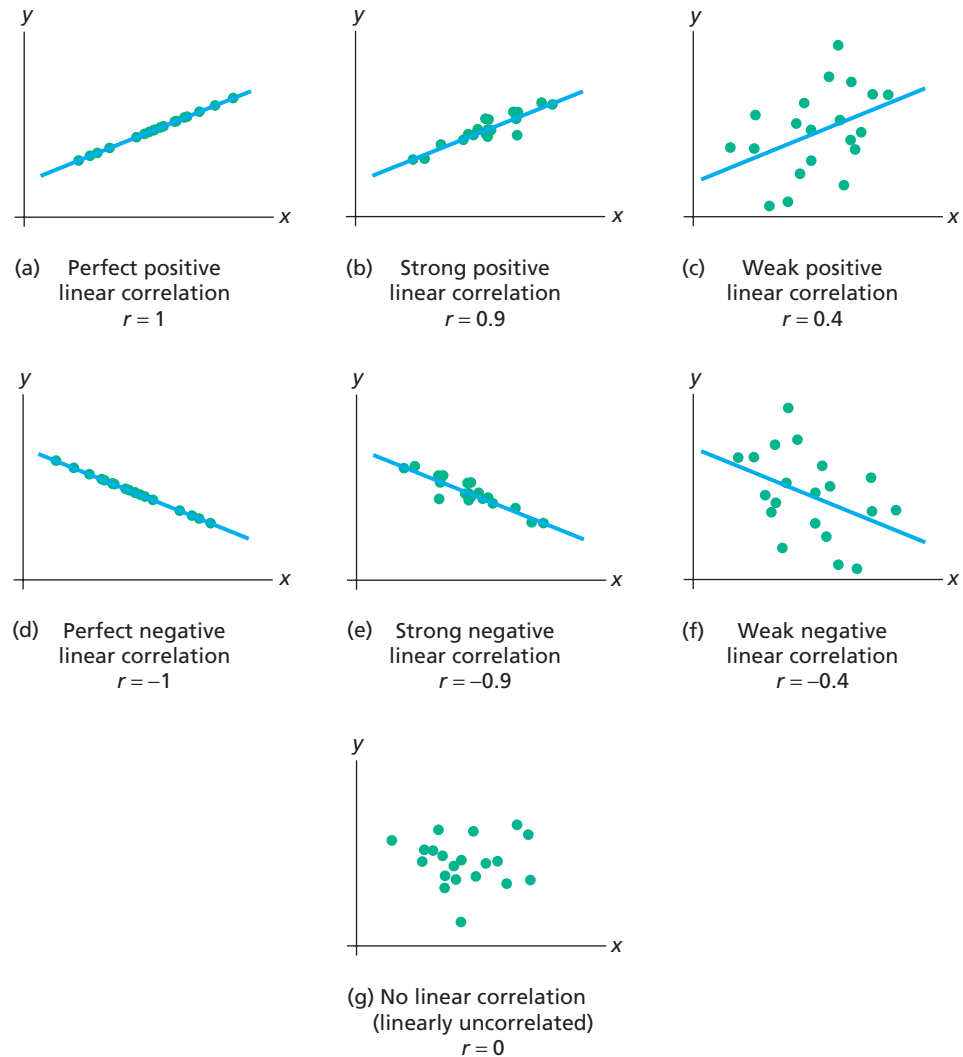 y
x
(a) Perfect positive
linear correlation
r = 1
y
x
(b) Strong positive
linear correlation
r = 0.9
y
x
(c) Weak positive
linear correlation
r = 0.4
y
x
(d) Perfect negative
linear correlation
r = −1
y
x
(e) Strong negative
linear correlation
r = −0.9
y
x
(f) Weak negative
linear correlation
r = −0.4
y
x
(g) No linear correlation
(linearly uncorrelated)
r = 0